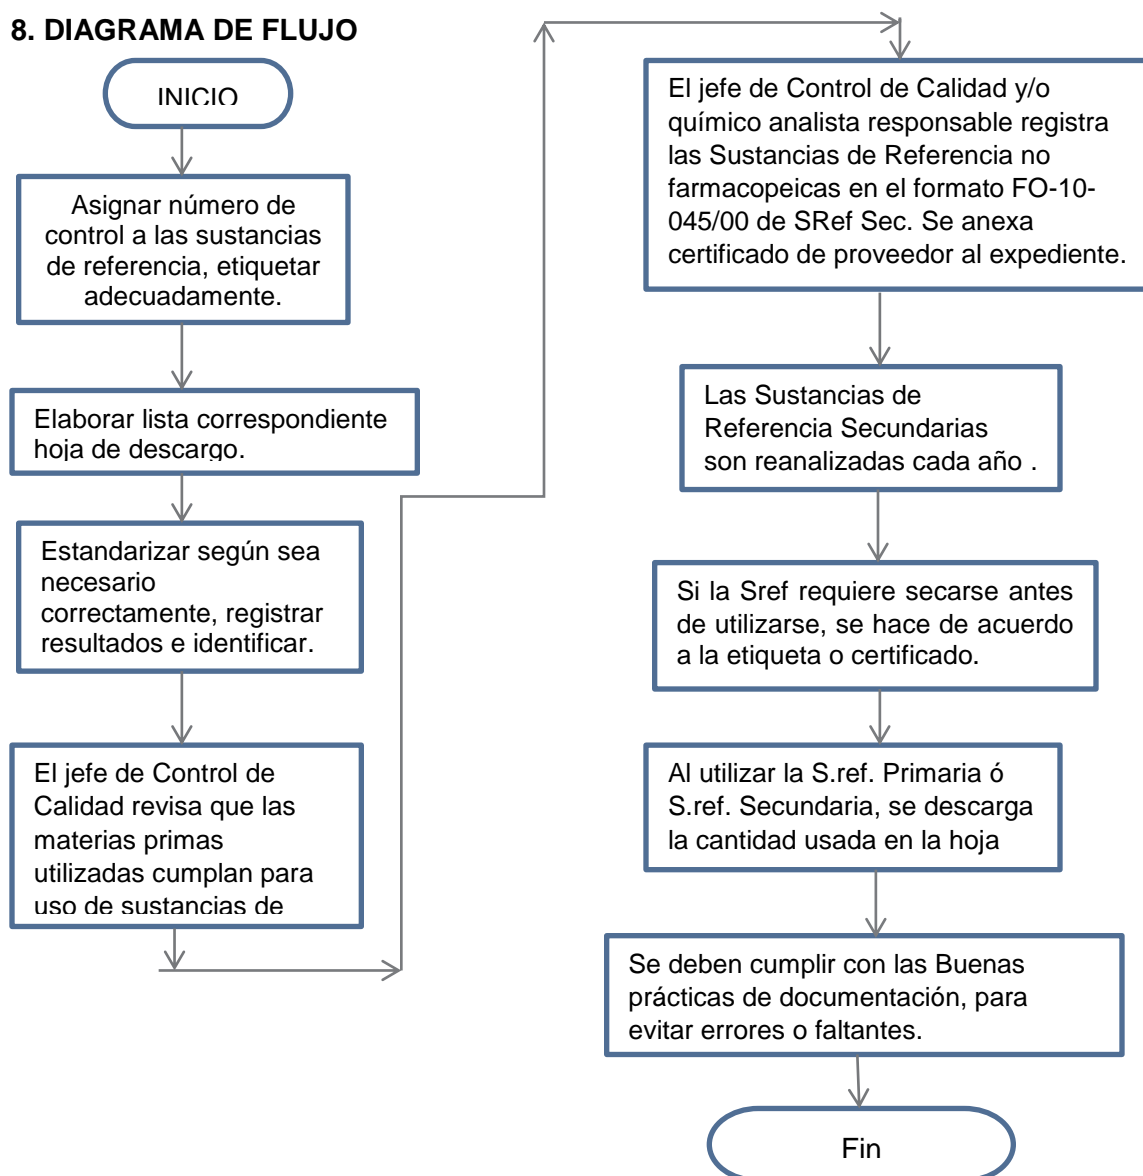 8. DIAGRAMA DE FLUJO
INICIO
Asignar número de
control a las sustancias
de referencia, etiquetar
adecuadamente.
Elaborar lista correspondiente
hoja de descargo.
Estandarizar según sea
necesario
correctamente, registrar
resultados e identificar.
El jefe de Control de
Calidad revisa que las
materias primas
utilizadas cumplan para
uso de sustancias de
El jefe de Control de Calidad y/o
químico analista responsable registra
las Sustancias de Referencia no
farmacopeicas en el formato FO-10-
045/00 de SRef Sec. Se anexa
certificado de proveedor al expediente.
Las Sustancias de
Referencia Secundarias
son reanalizadas cada año .
Si la Sref requiere secarse antes
de utilizarse, se hace de acuerdo
a la etiqueta o certificado.
Al utilizar la S.ref. Primaria ó
S.ref. Secundaria, se descarga
la cantidad usada en la hoja
Se deben cumplir con las Buenas
prácticas de documentación, para
evitar errores o faltantes.
Fin